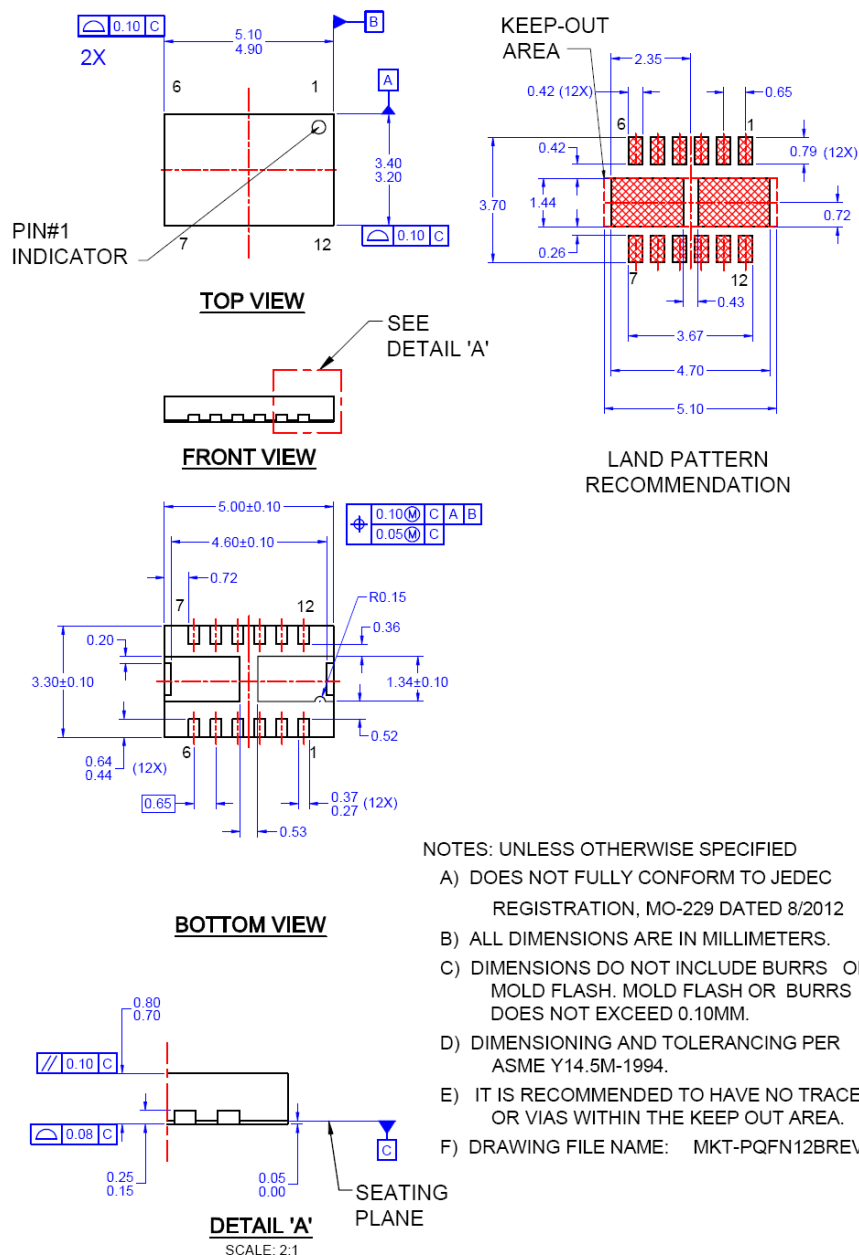 0.10 C
2X
5.10
4.90
B
6
1
A
3.40
3.20
7
12
0.10 C
PIN#1
INDICATOR
TOP VIEW
KEEP-OUT
AREA
2.35
0.42 (12X)
0.65
6
1
0.42
0.79 (12X)
3.70
1.44
0.72
0.26
7
12
0.43
3.67
4.70
5.10
LAND PATTERN
RECOMMENDATION
SEE
DETAIL 'A'
FRONT VIEW
5.00±0.10
0.10Ⓜ C A B
0.05Ⓜ C
4.60±0.10
0.72
7
12
R0.15
0.36
0.20
3.30±0.10
1.34±0.10
6
1
0.52
0.64
0.44 (12X)
0.65
0.37
0.27 (12X)
0.53
BOTTOM VIEW
NOTES: UNLESS OTHERWISE SPECIFIED
A) DOES NOT FULLY CONFORM TO JEDEC
REGISTRATION, MO-229 DATED 8/2012
B) ALL DIMENSIONS ARE IN MILLIMETERS.
C) DIMENSIONS DO NOT INCLUDE BURRS
MOLD FLASH. MOLD FLASH OR BURRS
DOES NOT EXCEED 0.10MM.
D) DIMENSIONING AND TOLERANCING PER
ASME Y14.5M-1994.
E) IT IS RECOMMENDED TO HAVE NO TRACE
OR VIAS WITHIN THE KEEP OUT AREA.
F) DRAWING FILE NAME: MKT-PQFN12BREV
0.80
0.70
// 0.10 C
0.08 C
0.25
0.15
0.05
0.00
C
SEATING
PLANE
DETAIL 'A'
SCALE: 2:1